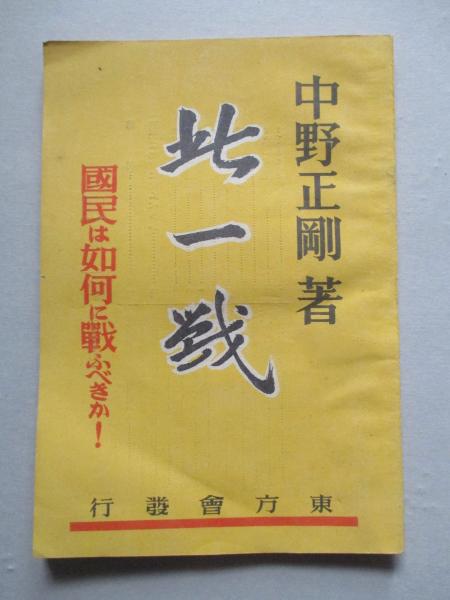 中野正剛著
此一戦
國民は如何に戰ふべきか！
東方會發行